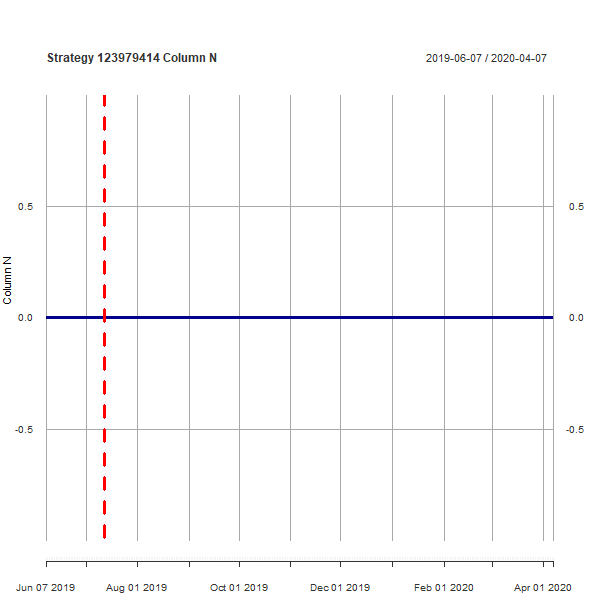 Strategy 123979414 Column N
2019-06-07 / 2020-04-07
0.5
0.5
Column N
0.0
0.0
-0.5
-0.5
Jun 07 2019
Aug 01 2019
Oct 01 2019
Dec 01 2019
Feb 01 2020
Apr 01 2020